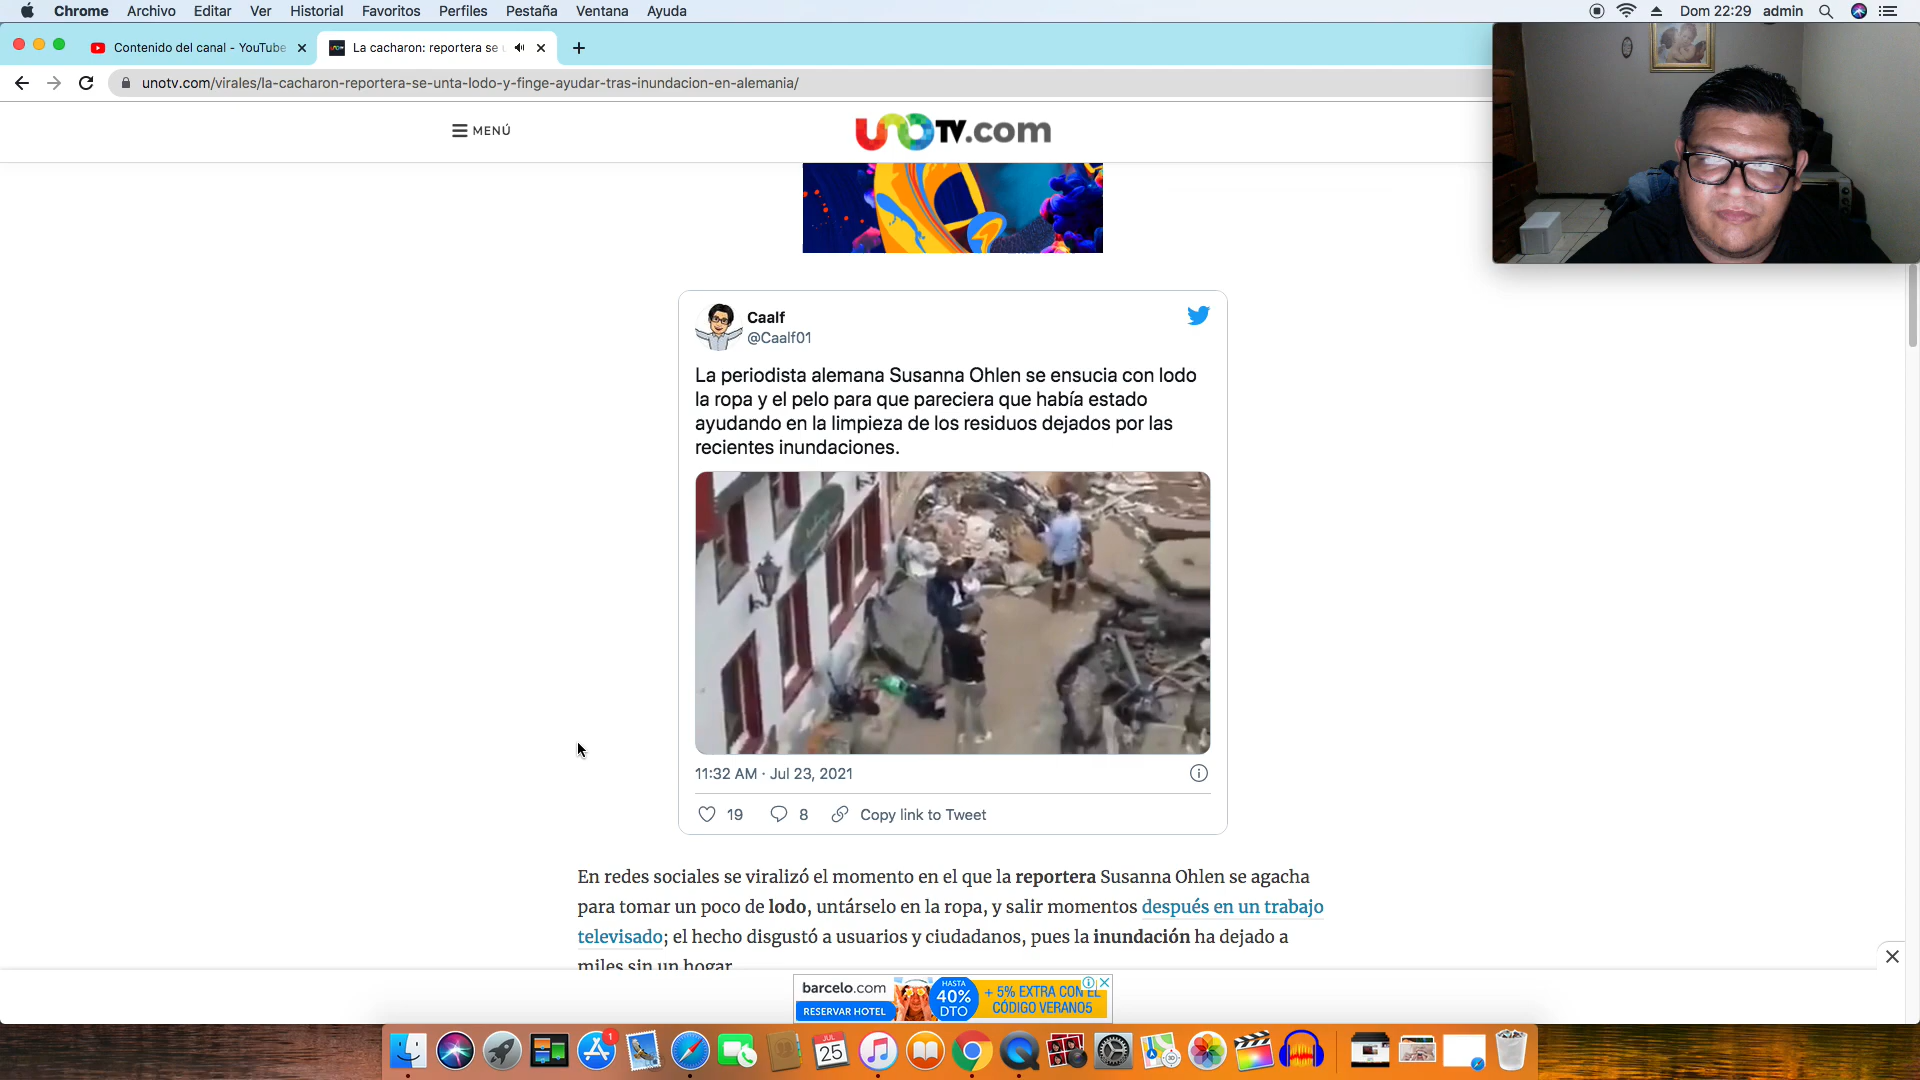 Chrome Archivo Editar Ver Historial Favoritos Perfiles Pestaña Ventana Ayuda
Dom 22:29 admin
Contenido del canal - YouTube
La cacharon: reportera se
unotv.com/virales/la-cacharon-reportera-se-unta-lodo-y-finge-ayudar-tras-inundacion-en-alemania/
MENÚ
unoTV.com
Caalf
@Caalf01
La periodista alemana Susanna Ohlen se ensucia con lodo
la ropa y el pelo para que pareciera que había estado
ayudando en la limpieza de los residuos dejados por las
recientes inundaciones.
11:32 AM · Jul 23, 2021
19 8 Copy link to Tweet
En redes sociales se viralizó el momento en el que la reportera Susanna Ohlen se agacha
para tomar un poco de lodo, untárselo en la ropa, y salir momentos después en un trabajo
televisado; el hecho disgustó a usuarios y ciudadanos, pues la inundación ha dejado a
miles sin un hogar
barcelo.com
RESERVAR HOTEL
HASTA
40%
DTO
+ 5% EXTRA CON EL
CÓDIGO VERANO5
1
JUL
25